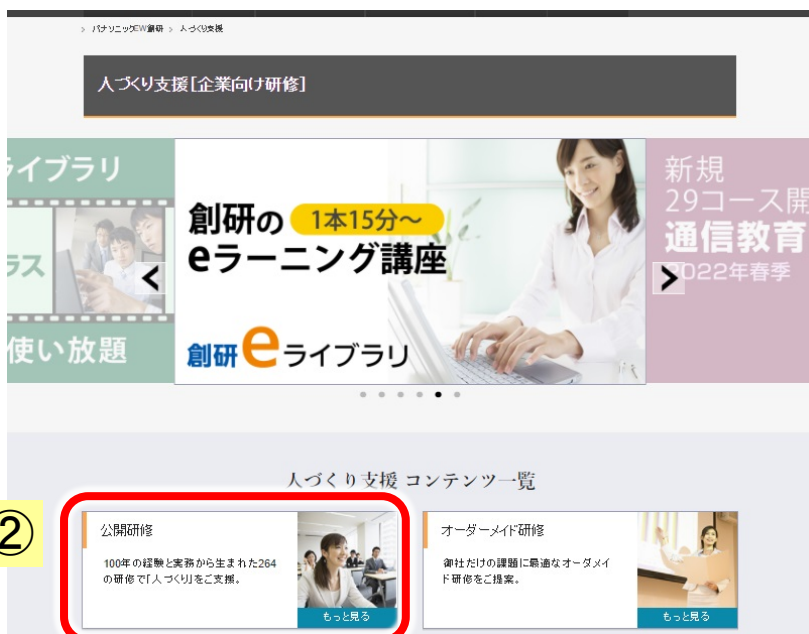 > パナソニックEW創研 > 人づくり支援
人づくり支援[企業向け研修]
ライブラリ
ラス
使い放題
創研の 1本15分～
eラーニング講座
創研eライブラリ
<
>
新規
29コース開
通信教育
2022年春季
人づくり支援 コンテンツ一覧
②
公開研修
100年の経験と実務から生まれた264
の研修で「人づくり」をご支援。
もっと見る
オーダーメイド研修
御社だけの課題に最適なオーダメイ
ド研修をご提案。
もっと見る